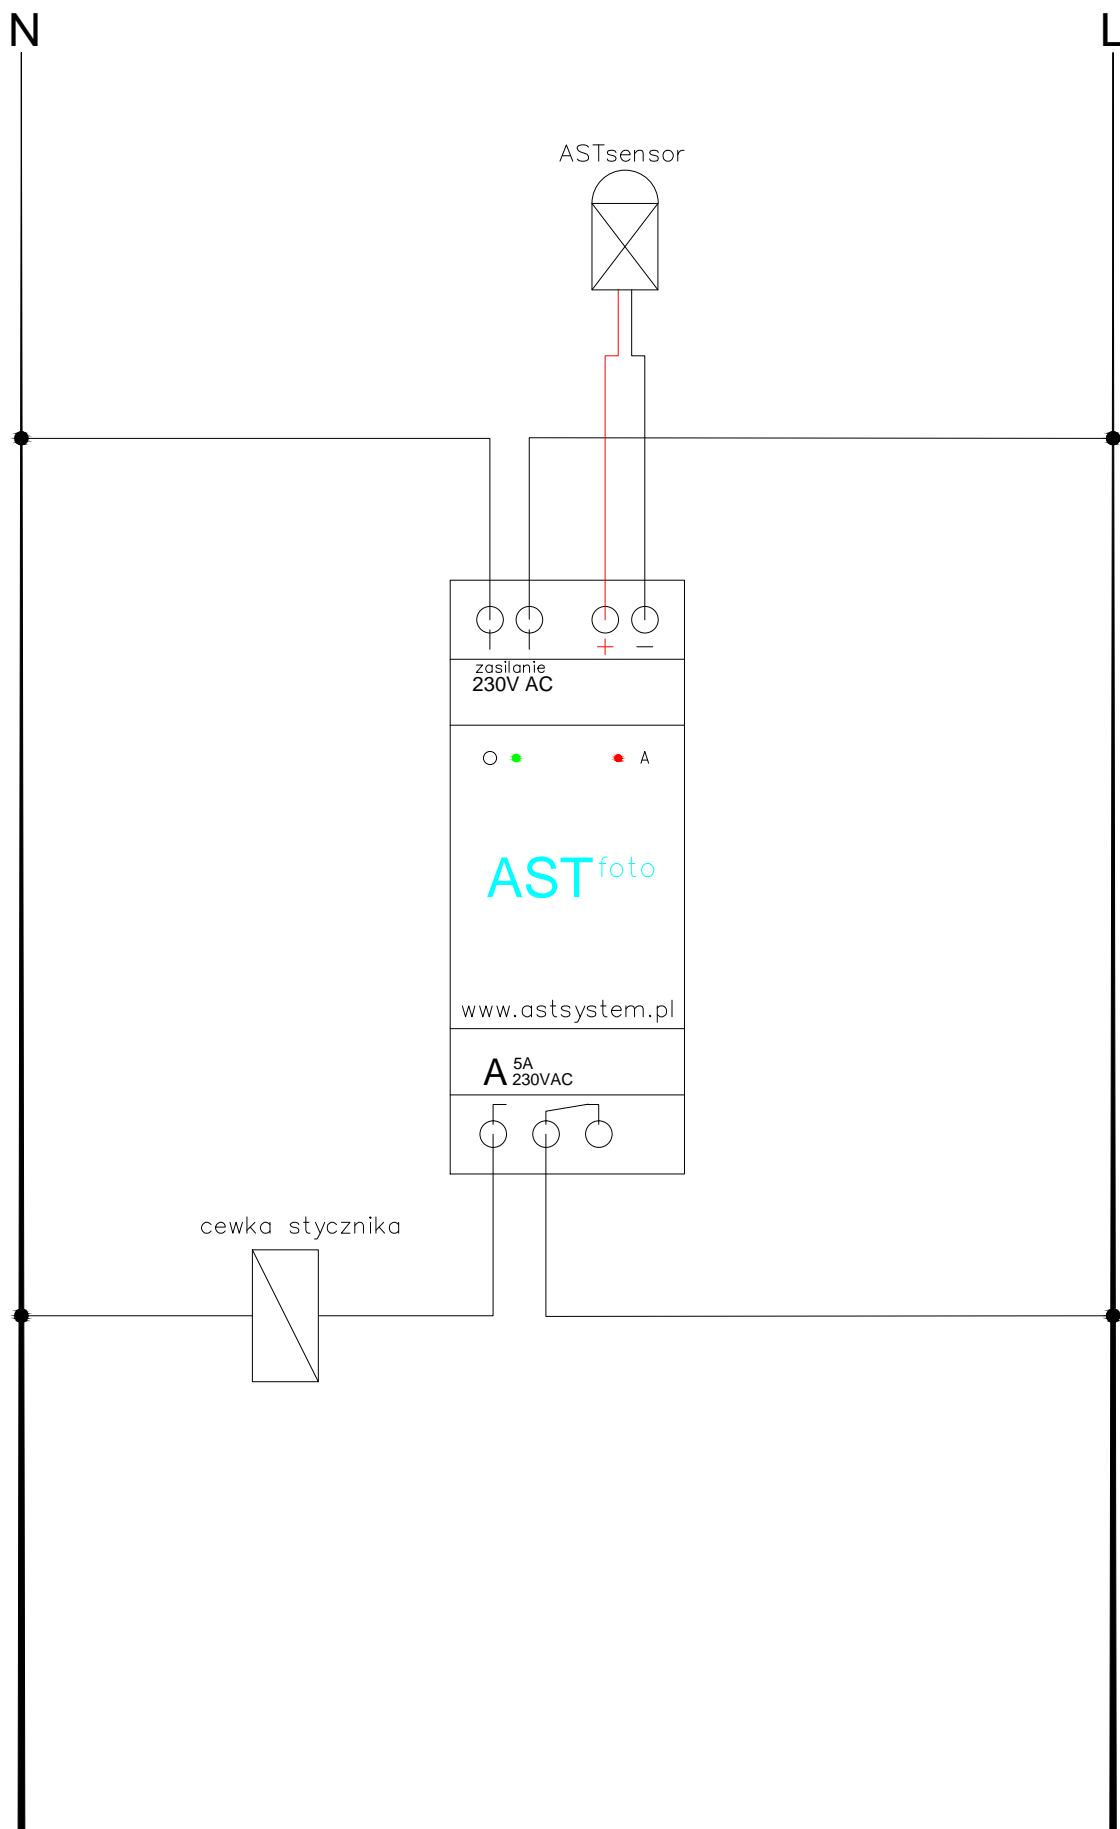 N L
ASTsensor
+ −
zasilanie
230V AC
A
AST foto
www.astsystem.pl
A 5A
230VAC
cewka stycznika